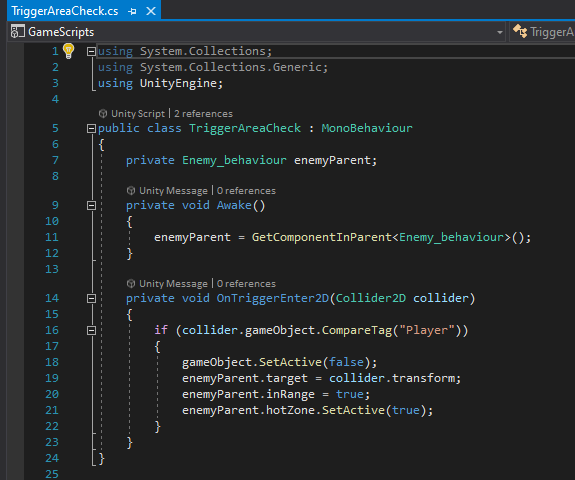 TriggerAreaCheck.cs
GameScripts
TriggerA
1 using System.Collections;
2 using System.Collections.Generic;
3 using UnityEngine;
4
Unity Script | 2 references
5 public class TriggerAreaCheck : MonoBehaviour
6 {
7 private Enemy_behaviour enemyParent;
8
Unity Message | 0 references
9 private void Awake()
10 {
11 enemyParent = GetComponentInParent<Enemy_behaviour>();
12 }
13
Unity Message | 0 references
14 private void OnTriggerEnter2D(Collider2D collider)
15 {
16 if (collider.gameObject.CompareTag("Player"))
17 {
18 gameObject.SetActive(false);
19 enemyParent.target = collider.transform;
20 enemyParent.inRange = true;
21 enemyParent.hotZone.SetActive(true);
22 }
23 }
24 }
25